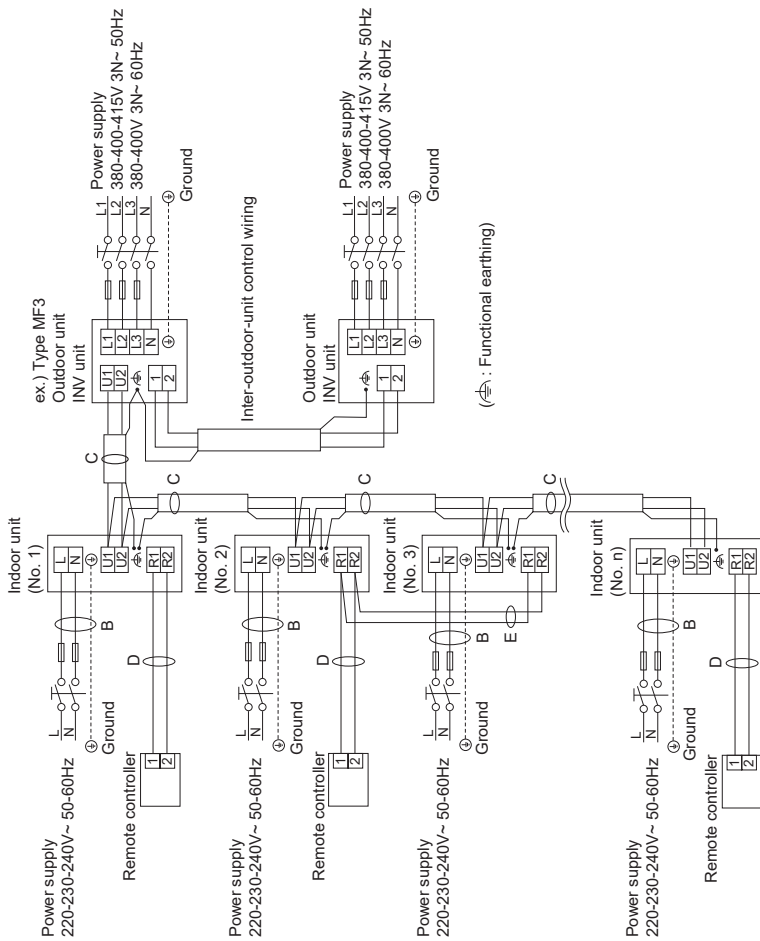 ex.) Type MF3
Outdoor unit
INV unit
Power supply
380-400-415V 3N~ 50Hz
380-400V 3N~ 60Hz
L1
L2
L3
N
Ground
L1
L2
L3
N
U1
U2
1
2
Inter-outdoor-unit control wiring
Outdoor unit
INV unit
Power supply
380-400-415V 3N~ 50Hz
380-400V 3N~ 60Hz
L1
L2
L3
N
Ground
L1
L2
L3
N
1
2
( : Functional earthing)
C
C
C
C
Indoor unit
(No. 1)
L
N
U1
U2
R1
R2
B
D
L
N
Ground
Power supply
220-230-240V~ 50-60Hz
Remote controller
1
2
Indoor unit
(No. 2)
L
N
U1
U2
R1
R2
B
D
L
N
Ground
Power supply
220-230-240V~ 50-60Hz
Remote controller
1
2
Indoor unit
(No. 3)
L
N
U1
U2
R1
R2
B
E
L
N
Ground
Power supply
220-230-240V~ 50-60Hz
Indoor unit
(No. n)
L
N
U1
U2
R1
R2
B
D
L
N
Ground
Power supply
220-230-240V~ 50-60Hz
Remote controller
1
2